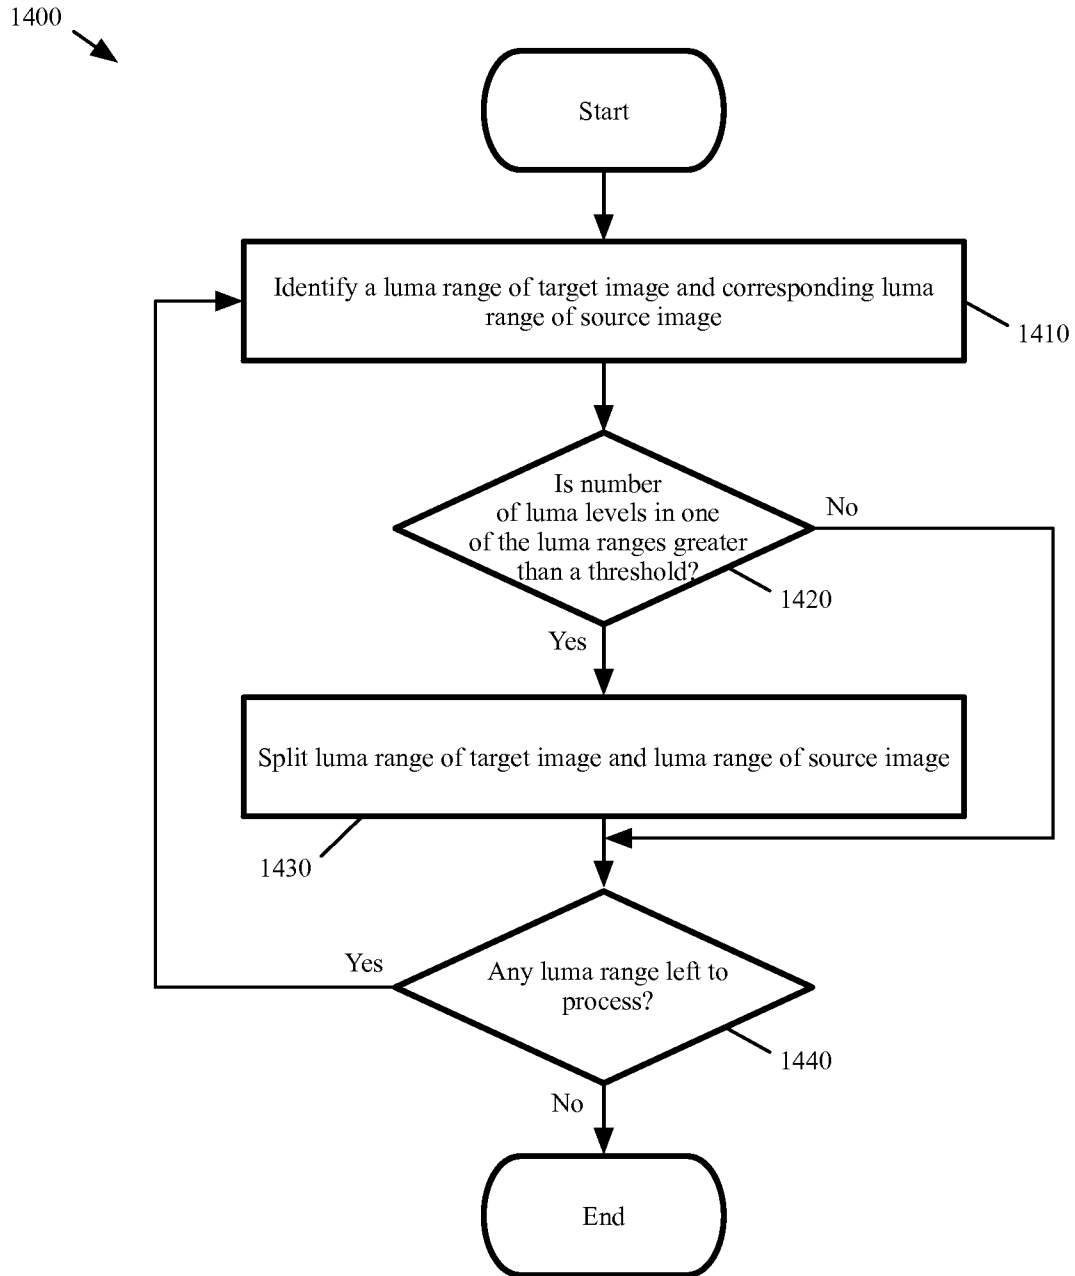 1400
Start
Identify a luma range of target image and corresponding luma
range of source image
1410
Is number
of luma levels in one
of the luma ranges greater
than a threshold?
No
1420
Yes
Split luma range of target image and luma range of source image
1430
Yes
Any luma range left to
process?
1440
No
End